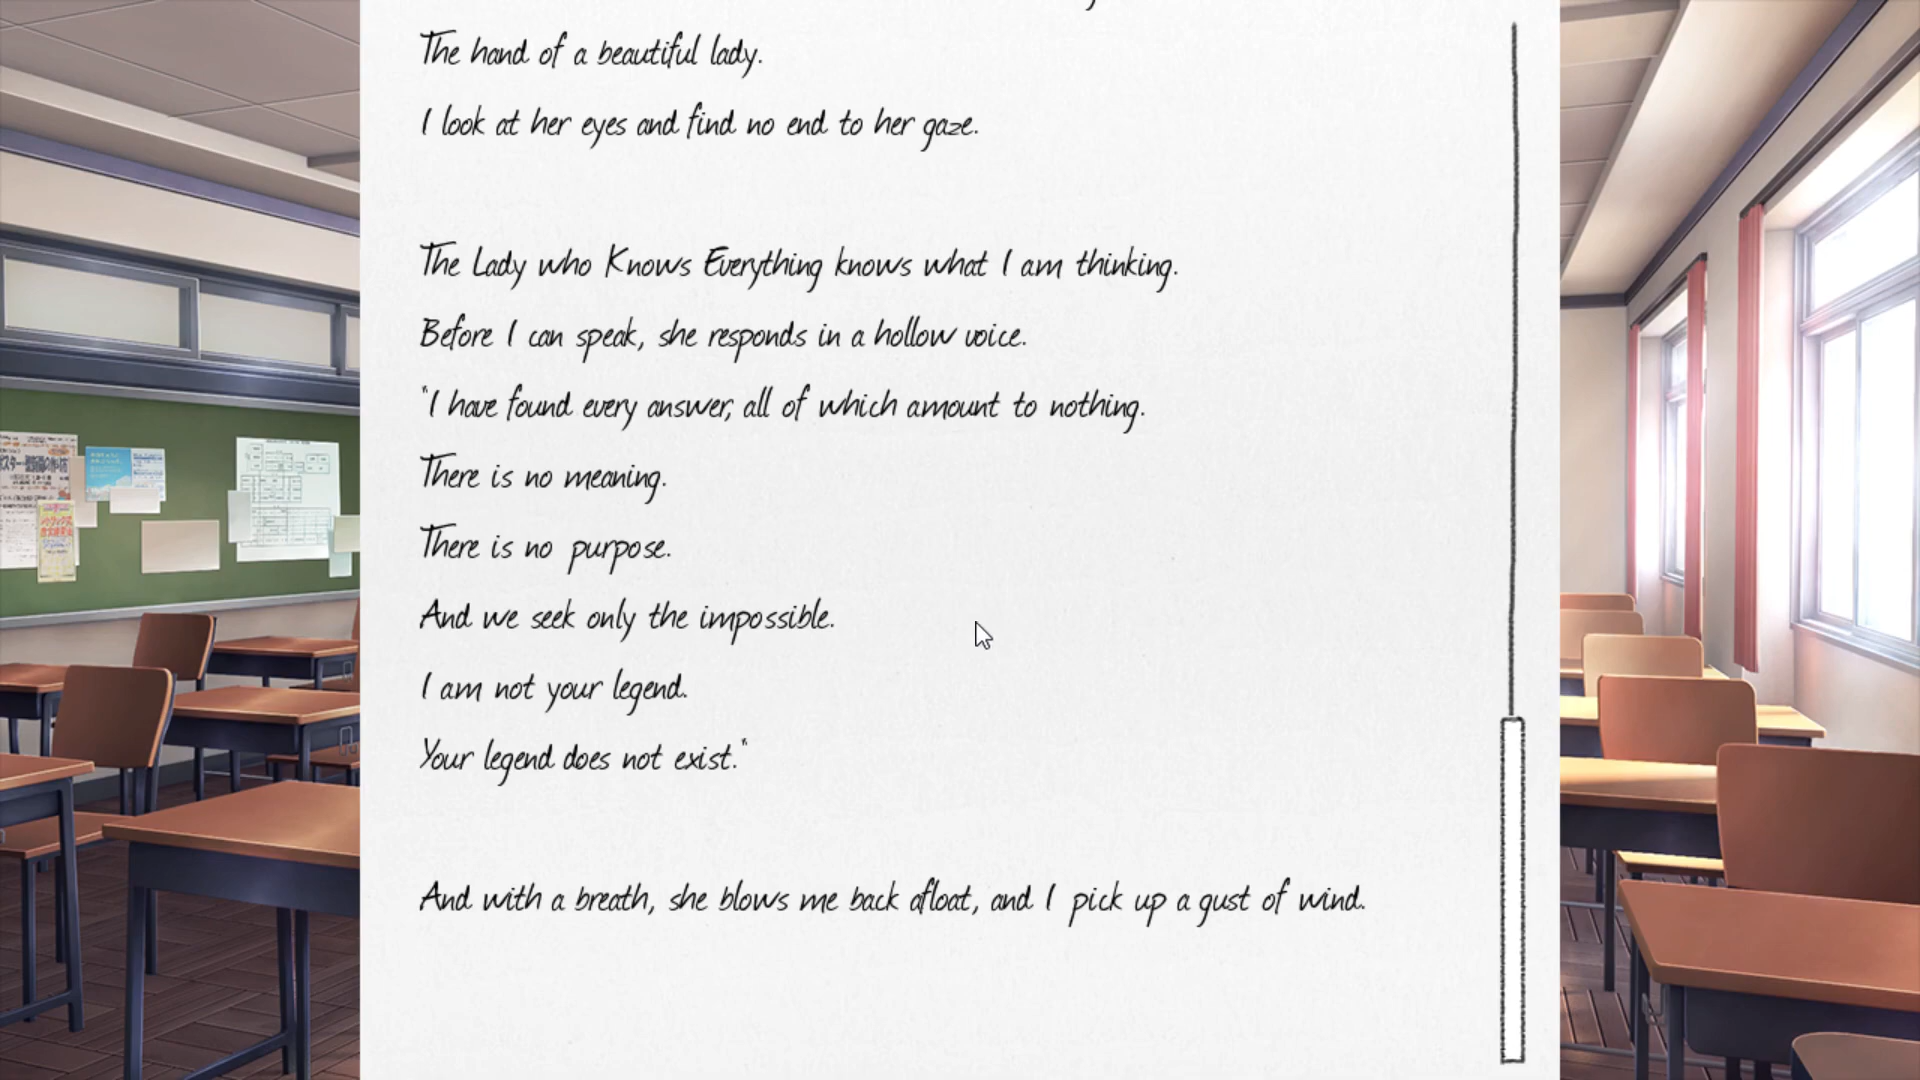 The hand of a beautiful lady.
I look at her eyes and find no end to her gaze.
The Lady who Knows Everything knows what I am thinking.
Before I can speak, she responds in a hollow voice.
"I have found every answer, all of which amount to nothing.
There is no meaning.
There is no purpose.
And we seek only the impossible.
I am not your legend.
Your legend does not exist."
And with a breath, she blows me back afloat, and I pick up a gust of wind.